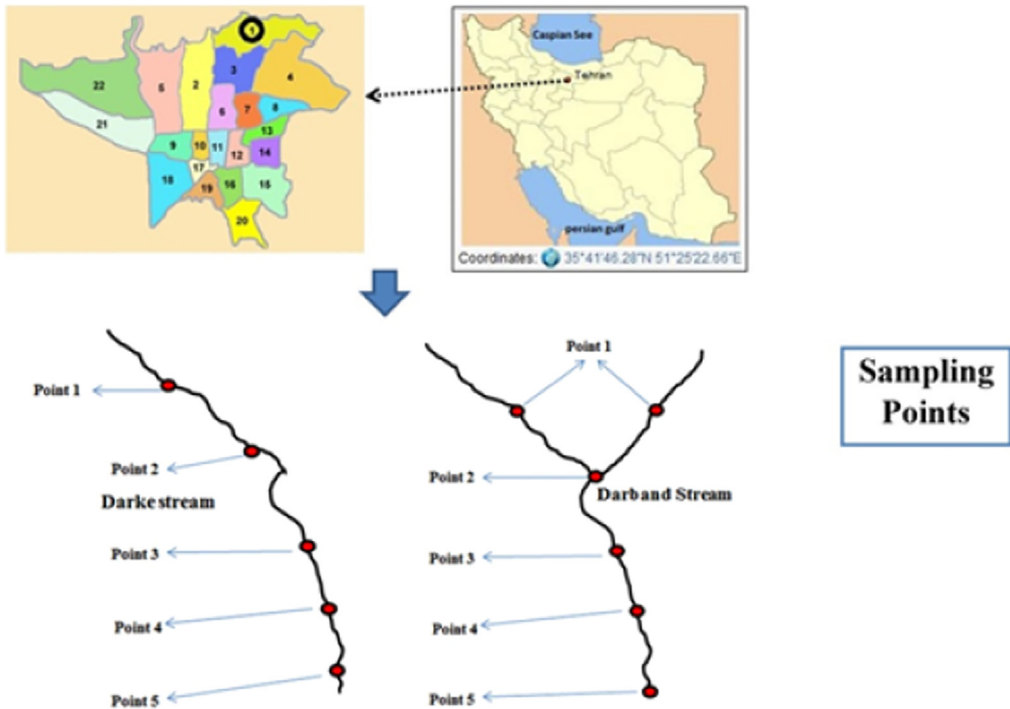 1
2
3
4
5
6
7
8
9
10
11
12
13
14
15
16
17
18
19
20
21
22
Caspian See
Tehran
persian gulf
Coordinates: 35°41'46.28"N 51°25'22.66"E
Point 1
Point 2
Darke stream
Point 3
Point 4
Point 5
Point 1
Point 2
Darband Stream
Point 3
Point 4
Point 5
Sampling
Points